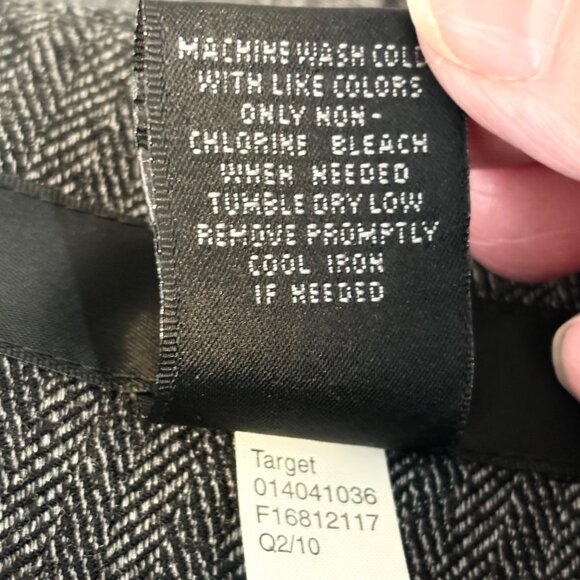 MACHINE WASH COLD
WITH LIKE COLORS
ONLY NON-
CHLORINE BLEACH
WHEN NEEDED
TUMBLE DRY LOW
REMOVE PROMPTLY
COOL IRON
IF NEEDED
Target
014041036
F16812117
Q2/10